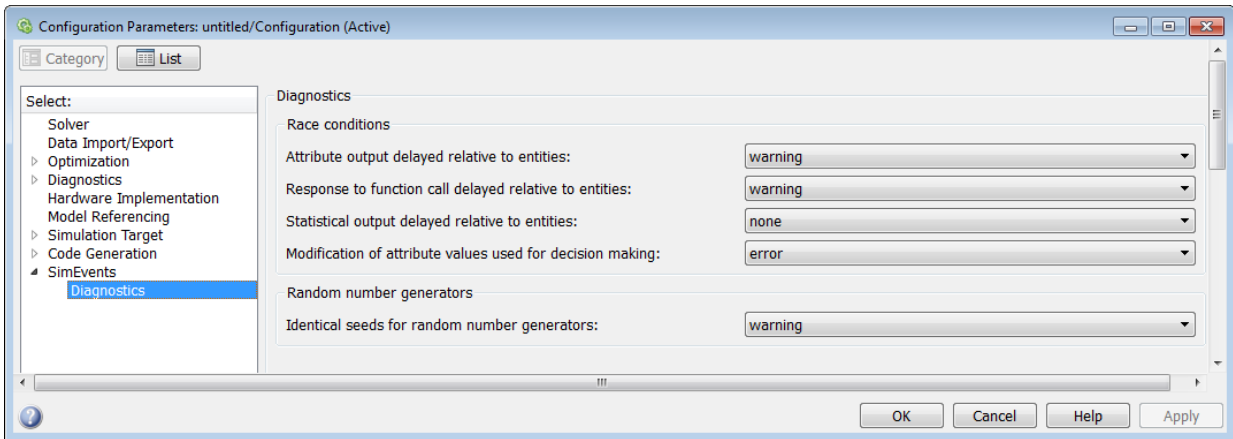 Configuration Parameters: untitled/Configuration (Active)
Category List
Select:
Solver
Data Import/Export
Optimization
Diagnostics
Hardware Implementation
Model Referencing
Simulation Target
Code Generation
SimEvents
Diagnostics
Diagnostics
Race conditions
Attribute output delayed relative to entities: warning
Response to function call delayed relative to entities: warning
Statistical output delayed relative to entities: none
Modification of attribute values used for decision making: error
Random number generators
Identical seeds for random number generators: warning
OK Cancel Help Apply